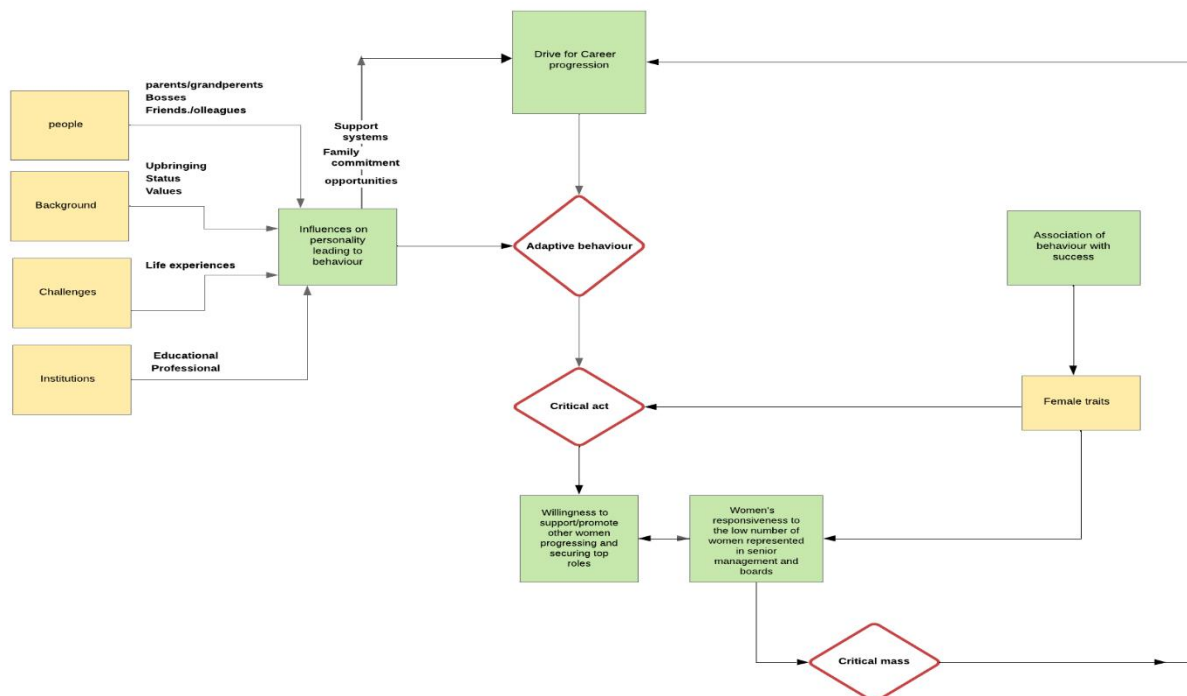 Drive for Career
progression
parents/grandperents
Bosses
Friends./olleagues
people
Support
systems
Family
commitment
opportunities
Upbringing
Status
Values
Background
Influences on
personality
leading to
behaviour
Adaptive behaviour
Association of
behaviour with
success
Life experiences
Challenges
Educational
Professional
Institutions
Critical act
Female traits
Willingness to
support/promote
other women
progressing and
securing top
roles
Women's
responsiveness to
the low number of
women represented
in senior
management and
boards
Critical mass